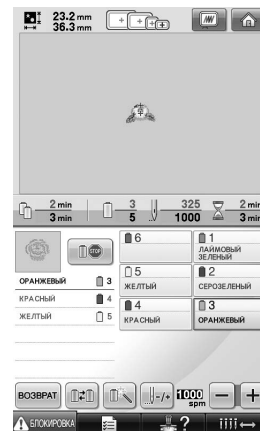 23.2 mm
36.3 mm
2 min
3 min
3
5
325
1000
2 min
3 min
STOP
ОРАНЖЕВЫЙ 3
КРАСНЫЙ 4
ЖЕЛТЫЙ 5
6
1
ЛАЙМОВЫЙ
ЗЕЛЕНЫЙ
5
ЖЕЛТЫЙ
2
СЕРОЗЕЛЕНЫЙ
4
КРАСНЫЙ
3
ОРАНЖЕВЫЙ
ВОЗВРАТ
-/+
1000
spm
−
+
БЛОКИРОВКА
?